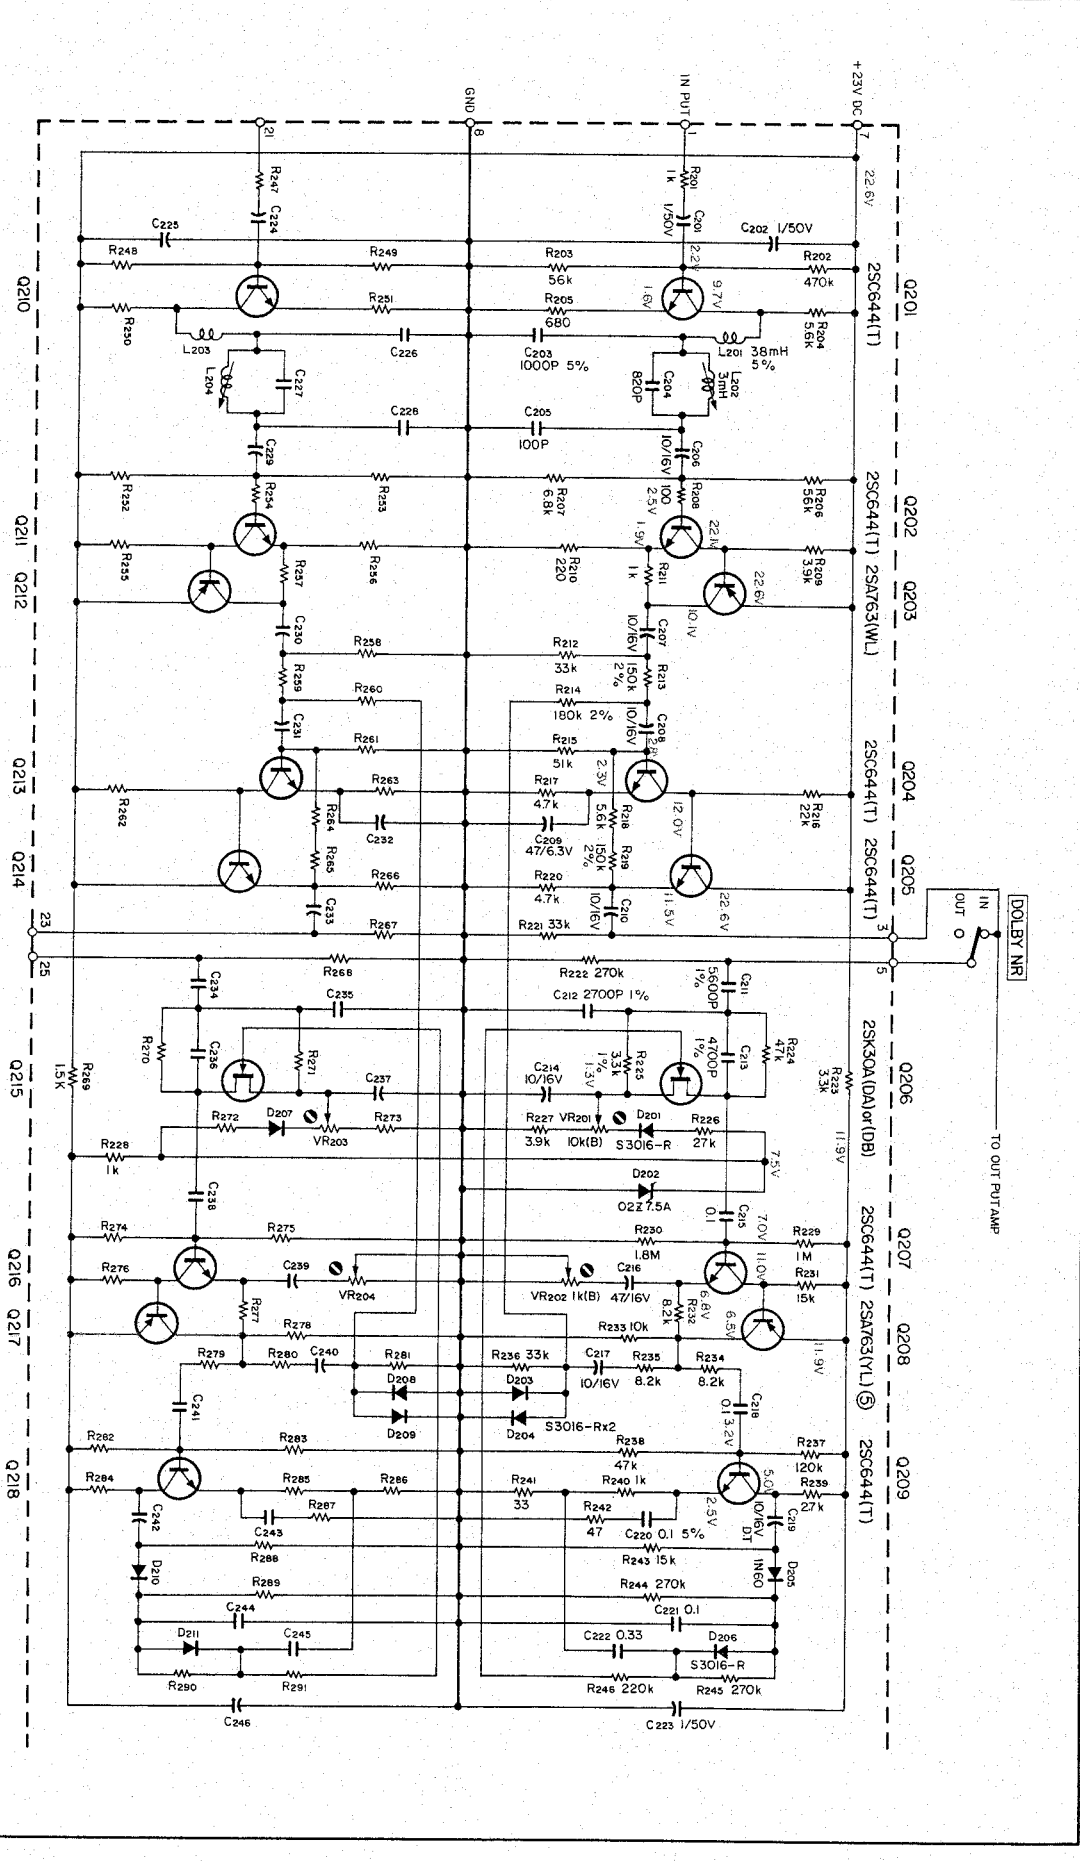 +23V DC
7
22.6V
IN PUT
1
GND
8
21
R201
1k
C201
1/50V
C202 1/50V
R247
C224
C225
R248
R249
R203
56k
2.2V
R202
470k
2SC644(T)
Q201
Q210
R250
R251
R205
680
1.6V
9.7V
R204
5.6k
L203
C226
C203
1000P 5%
L201 38mH
5%
L204
C227
C204
820P
L202
3mH
C228
C205
100P
C229
C206
10/16V
R252
R254
R253
R207
6.8k
R208
100
2.5V
R206
56k
2SC644(T)
Q202
Q211
R255
R256
R257
R210
220
1.9V
R211
1k
22.1V
R209
3.9k
2SA763(WL)
Q203
Q212
22.6V
10.1V
C230
C207
10/16V
R258
R212
33k
R259
R213
150k
2%
R260
R214
180k 2%
C231
C208
10/16V
R261
R215
51k
2SC644(T)
Q204
Q213
R262
R263
2.3V
R217
4.7k
12.0V
R216
22k
R264
C232
C209
47/6.3V
R218
5.6k
R265
R219
150k
2%
2SC644(T)
Q205
Q214
R266
R220
4.7k
11.5V
22.6V
C233
C210
10/16V
R267
R221 33k
23
3
25
5
DOLBY NR
IN
OUT
TO OUT PUT AMP
R268
R222 270k
C234
C211
5600P
1%
C235
C212 2700P 1%
R270
C236
R271
R225
3.3k
1%
1.3V
C213
4700P
1%
R224
47k
2SK30A(DA)or(DB)
Q206
Q215
R269
1.5K
C237
C214
10/16V
R223
3.3k
R272
D207
VR203
R273
R227
3.9k
VR201
10k(B)
D201
S3016-R
R226
27k
11.9V
R228
1k
7.5V
D202
02Z7.5A
C238
C215
0.1
7.0V
R274
R275
R230
1.8M
R229
1M
2SC644(T)
Q207
Q216
R276
C239
VR204
VR202 1k(B)
C216
47/16V
11.0V
R231
15k
R277
R232
8.2k
6.8V
2SA763(YL)⑤
Q208
Q217
R278
R233 10k
6.5V
11.9V
R279
R280
C240
R281
R236 33k
C217
10/16V
R235
8.2k
R234
8.2k
D208
D203
D209
D204
S3016-Rx2
C241
C218
0.1
3.2V
R282
R283
R238
47k
R237
120k
2SC644(T)
Q209
Q218
R284
R285
R286
R241
33
R240 1k
5.0V
R239
2.7k
2.5V
C242
C243
R287
R242
47
C220 0.1 5%
C219
10/16V
D.T
R288
R243 15k
D210
D205
1N60
R289
R244 270k
C244
C221 0.1
D211
C245
C222 0.33
D206
S3016-R
R290
R291
R246 220k
R245 270k
C246
C223 1/50V